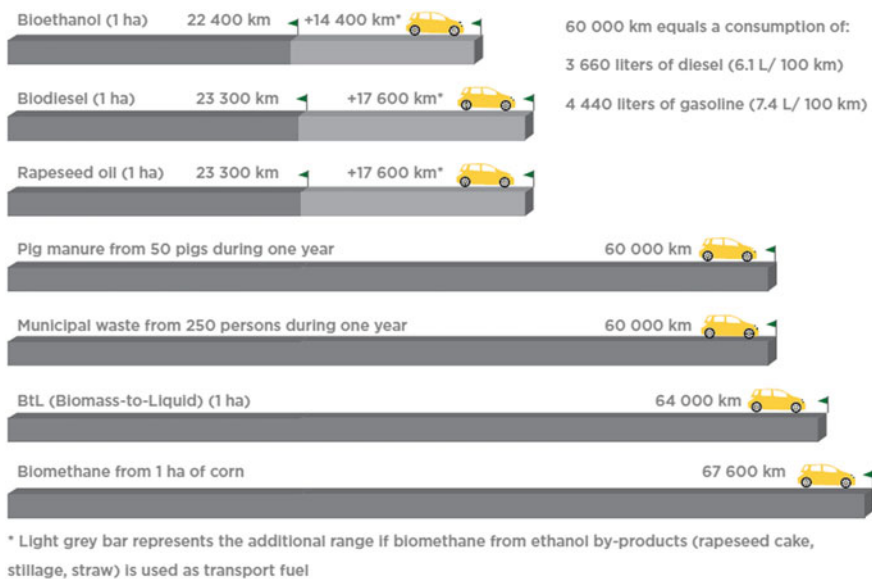 Bioethanol (1 ha) 22 400 km +14 400 km*
60 000 km equals a consumption of:
3 660 liters of diesel (6.1 L/ 100 km)
Biodiesel (1 ha) 23 300 km +17 600 km*
4 440 liters of gasoline (7.4 L/ 100 km)
Rapeseed oil (1 ha) 23 300 km +17 600 km*
Pig manure from 50 pigs during one year 60 000 km
Municipal waste from 250 persons during one year 60 000 km
BtL (Biomass-to-Liquid) (1 ha) 64 000 km
Biomethane from 1 ha of corn 67 600 km
* Light grey bar represents the additional range if biomethane from ethanol by-products (rapeseed cake,
stillage, straw) is used as transport fuel